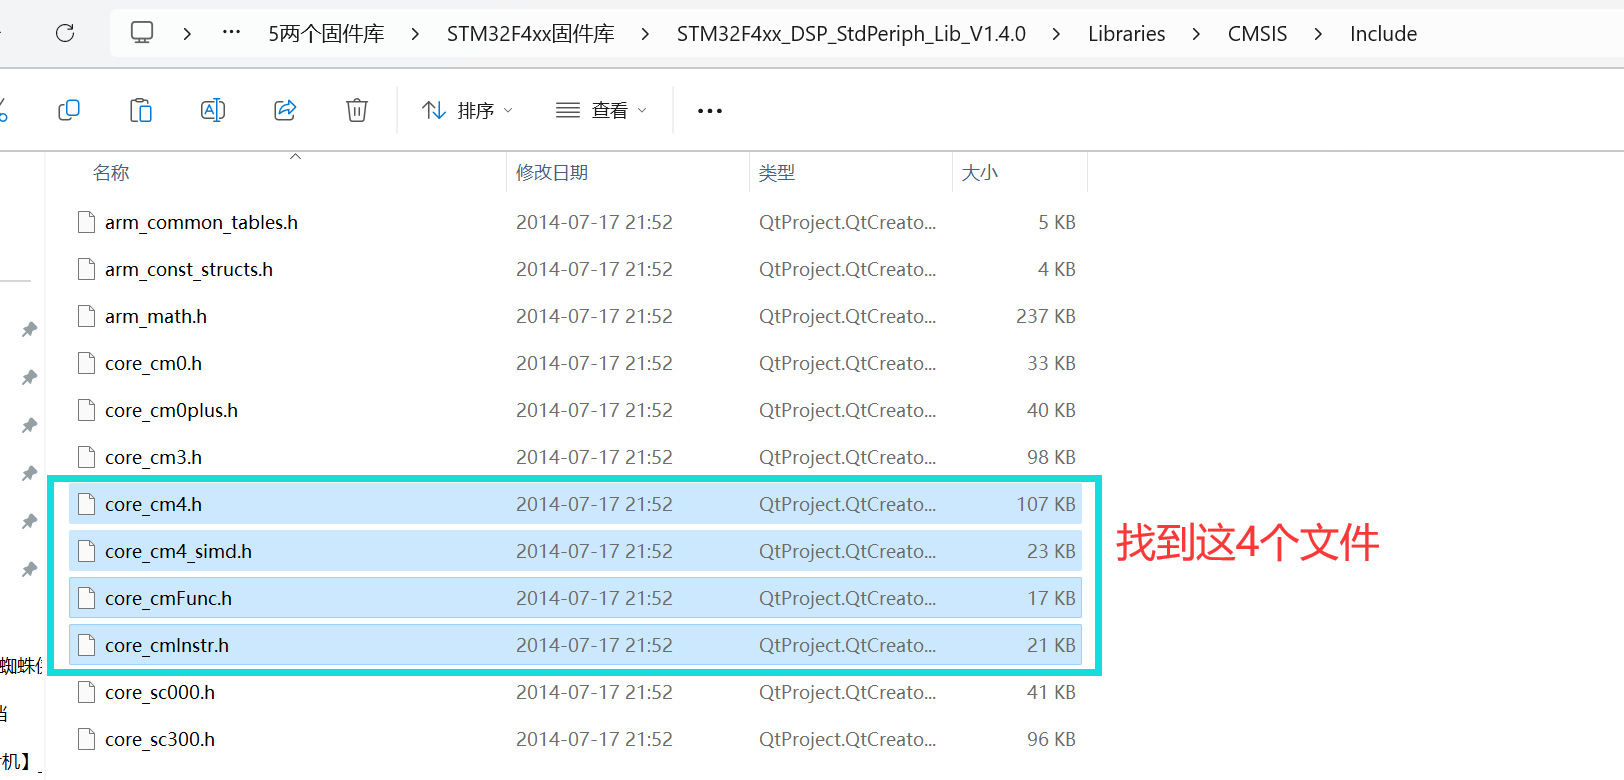 5两个固件库 STM32F4xx固件库 STM32F4xx_DSP_StdPeriph_Lib_V1.4.0 Libraries CMSIS Include
排序 查看
名称 修改日期 类型 大小
arm_common_tables.h 2014-07-17 21:52 QtProject.QtCreato... 5 KB
arm_const_structs.h 2014-07-17 21:52 QtProject.QtCreato... 4 KB
arm_math.h 2014-07-17 21:52 QtProject.QtCreato... 237 KB
core_cm0.h 2014-07-17 21:52 QtProject.QtCreato... 33 KB
core_cm0plus.h 2014-07-17 21:52 QtProject.QtCreato... 40 KB
core_cm3.h 2014-07-17 21:52 QtProject.QtCreato... 98 KB
core_cm4.h 2014-07-17 21:52 QtProject.QtCreato... 107 KB
core_cm4_simd.h 2014-07-17 21:52 QtProject.QtCreato... 23 KB
找到这4个文件
core_cmFunc.h 2014-07-17 21:52 QtProject.QtCreato... 17 KB
core_cmInstr.h 2014-07-17 21:52 QtProject.QtCreato... 21 KB
蜘蛛
core_sc000.h 2014-07-17 21:52 QtProject.QtCreato... 41 KB
core_sc300.h 2014-07-17 21:52 QtProject.QtCreato... 96 KB
机】_